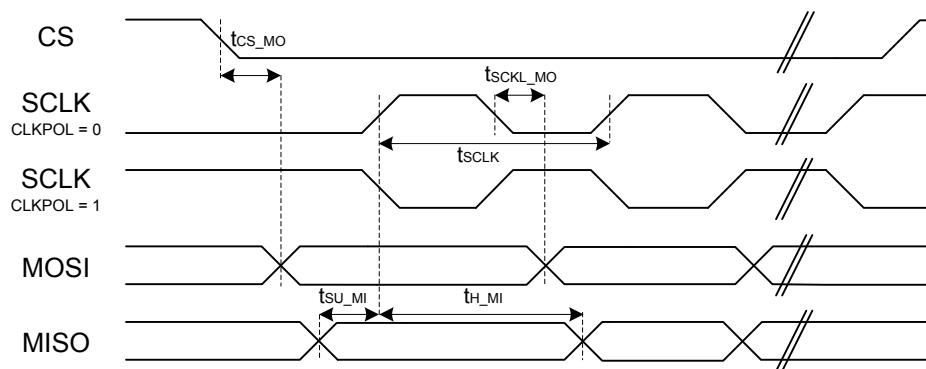 CS
tCS_MO
SCLK
CLKPOL = 0
tSCKL_MO
tSCLK
SCLK
CLKPOL = 1
MOSI
tSU_MI
tH_MI
MISO